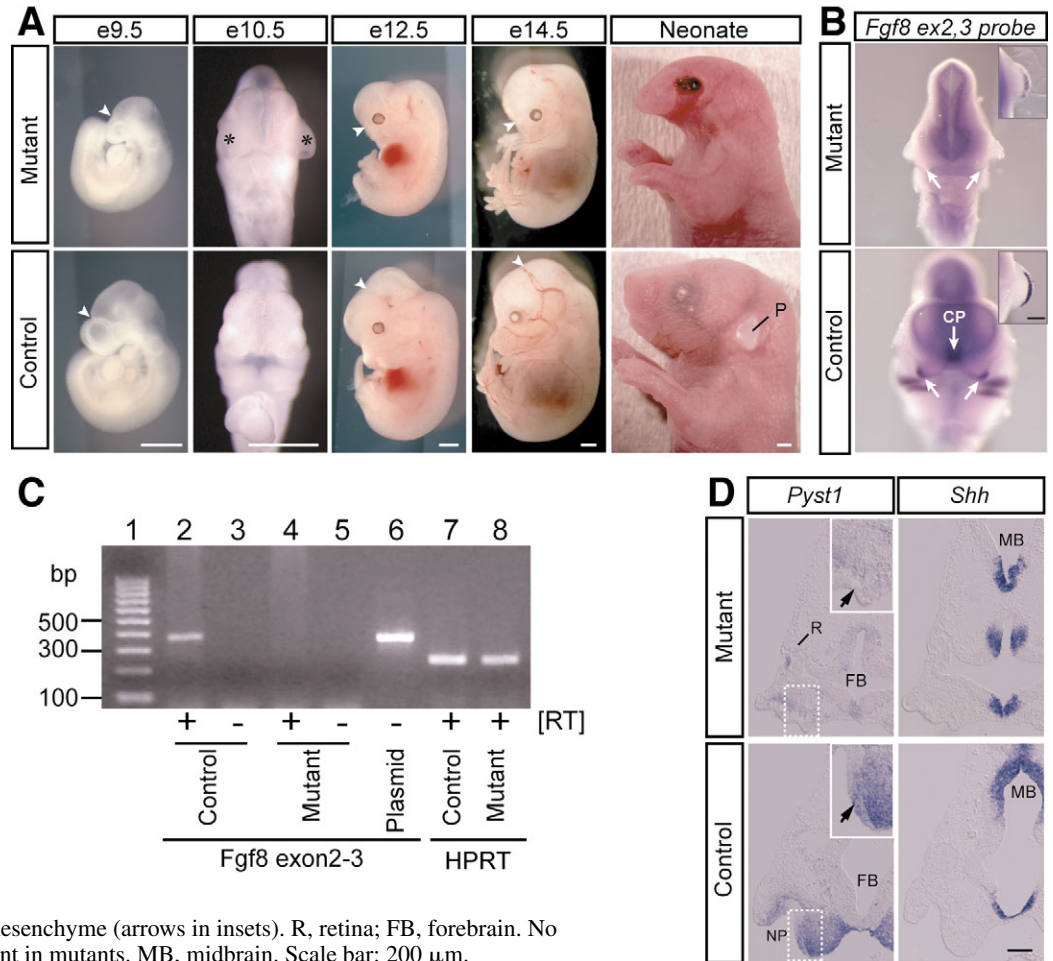 A
e9.5 e10.5 e12.5 e14.5 Neonate
Mutant
* *
Control
P
B
Fgf8 ex2,3 probe
Mutant
Control
CP
C
1 2 3 4 5 6 7 8
bp
500
300
100
+ - + - - + + [RT]
Control Mutant Plasmid Control Mutant
Fgf8 exon2-3 HPRT
D
Pyst1 Shh
Mutant
R
FB
MB
Control
FB
NP
MB
esenchyme (arrows in insets). R, retina; FB, forebrain. No
nt in mutants. MB, midbrain. Scale bar: 200 μm.